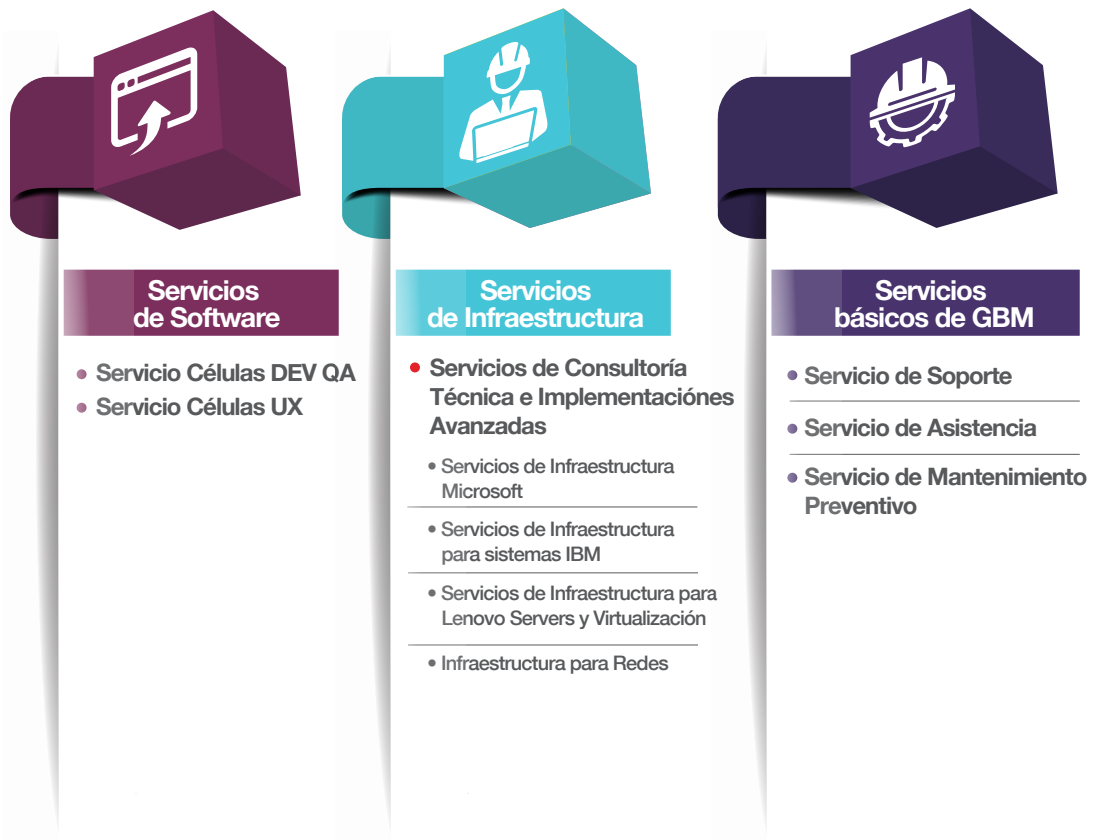 Servicios
de Software
• Servicio Células DEV QA
• Servicio Células UX
Servicios
de Infraestructura
• Servicios de Consultoría
Técnica e Implementaciónes
Avanzadas
• Servicios de Infraestructura
Microsoft
• Servicios de Infraestructura
para sistemas IBM
• Servicios de Infraestructura para
Lenovo Servers y Virtualización
• Infraestructura para Redes
Servicios
básicos de GBM
• Servicio de Soporte
• Servicio de Asistencia
• Servicio de Mantenimiento
Preventivo